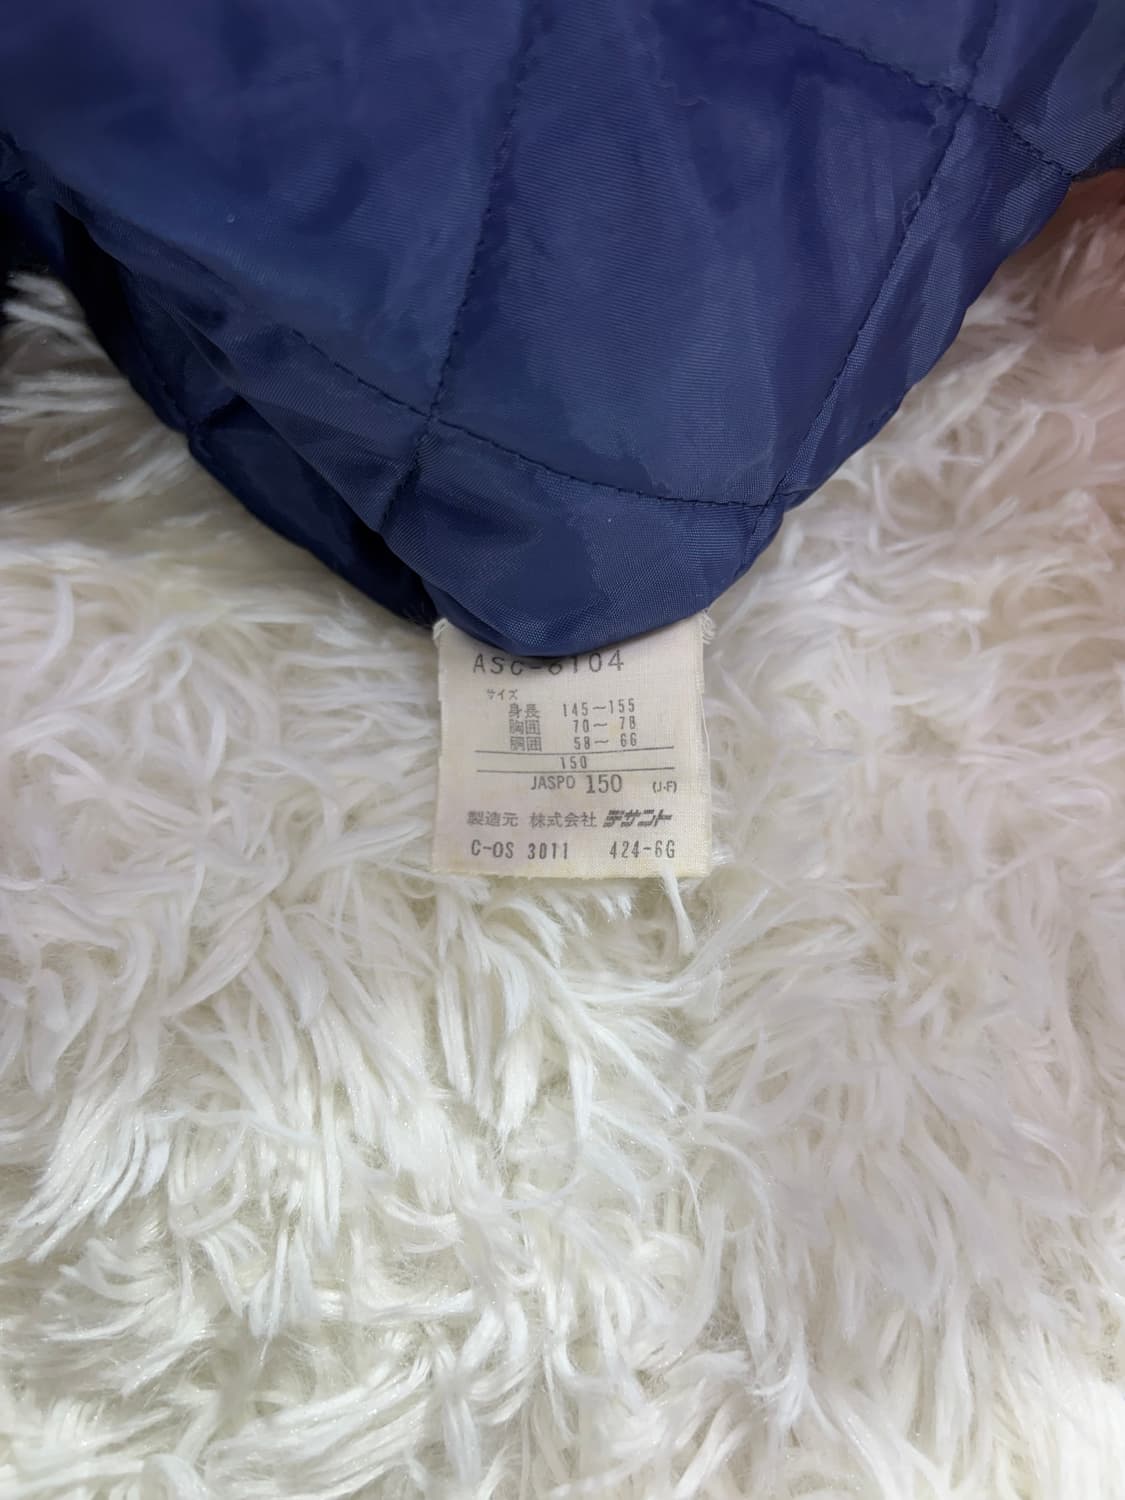 ASC-6104
サイズ
身長 145〜155
胸囲 70〜78
胴囲 58〜66
150
JASPO 150 (J-F)
製造元 株式会社 デサント
C-OS 3011 424-6G